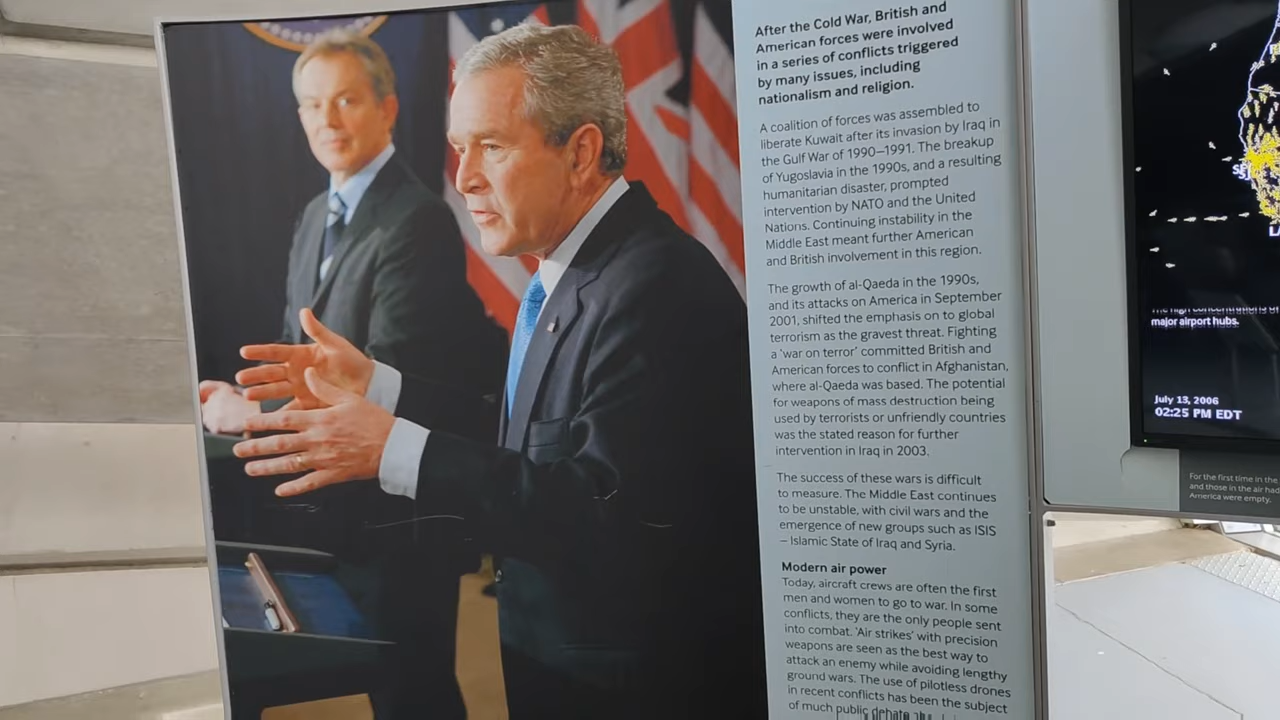 After the Cold War, British and
American forces were involved
in a series of conflicts triggered
by many issues, including
nationalism and religion.
A coalition of forces was assembled to
liberate Kuwait after its invasion by Iraq in
the Gulf War of 1990–1991. The breakup
of Yugoslavia in the 1990s, and a resulting
humanitarian disaster, prompted
intervention by NATO and the United
Nations. Continuing instability in the
Middle East meant further American
and British involvement in this region.
The growth of al-Qaeda in the 1990s,
and its attacks on America in September
2001, shifted the emphasis on to global
terrorism as the gravest threat. Fighting
a 'war on terror' committed British and
American forces to conflict in Afghanistan,
where al-Qaeda was based. The potential
for weapons of mass destruction being
used by terrorists or unfriendly countries
was the stated reason for further
intervention in Iraq in 2003.
The success of these wars is difficult
to measure. The Middle East continues
to be unstable, with civil wars and the
emergence of new groups such as ISIS
– Islamic State of Iraq and Syria.
Modern air power
Today, aircraft crews are often the first
men and women to go to war. In some
conflicts, they are the only people sent
into combat. 'Air strikes' with precision
weapons are seen as the best way to
attack an enemy while avoiding lengthy
ground wars. The use of pilotless drones
in recent conflicts has been the subject
of much public debate
major airport hubs.
July 13, 2006
02:25 PM EDT
For the first time in the
and those in the air had
America were empty.